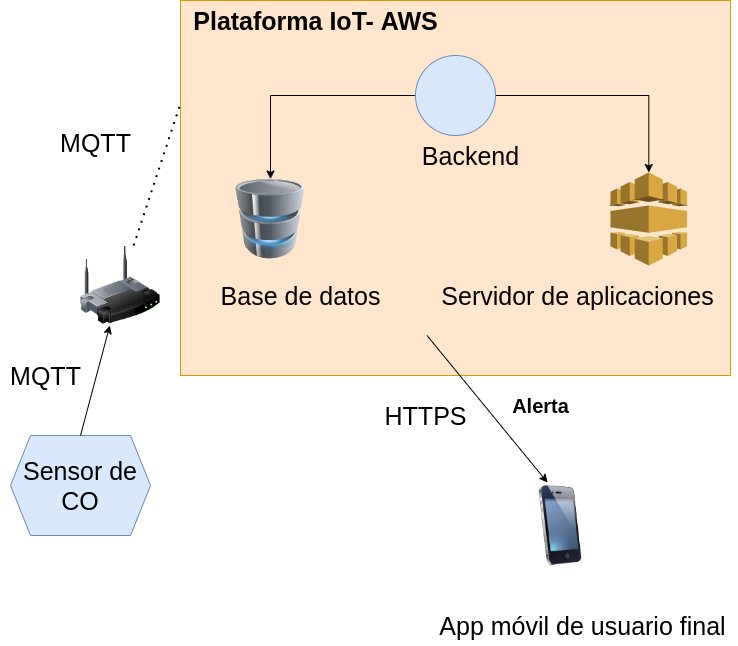 Plataforma IoT- AWS
MQTT
Backend
Base de datos
Servidor de aplicaciones
MQTT
HTTPS
Alerta
Sensor de
CO
App móvil de usuario final